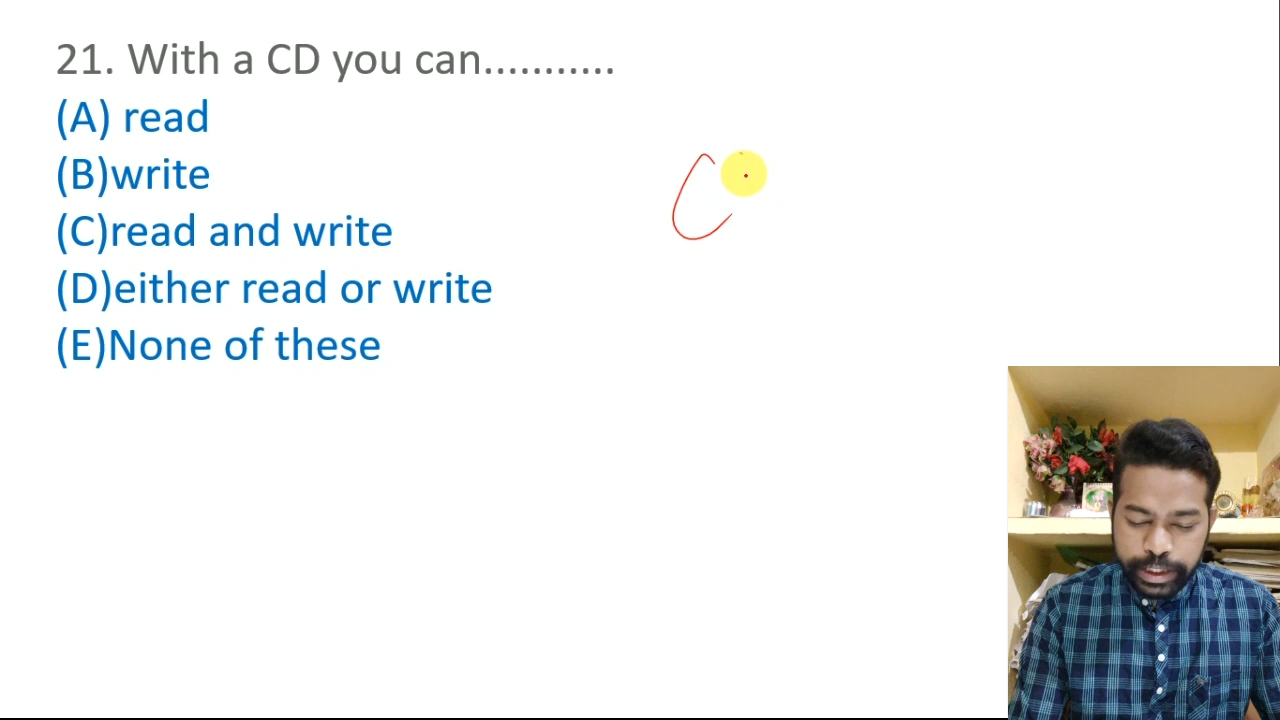 21. With a CD you can...........
(A) read
(B)write
(C)read and write
(D)either read or write
(E)None of these
C